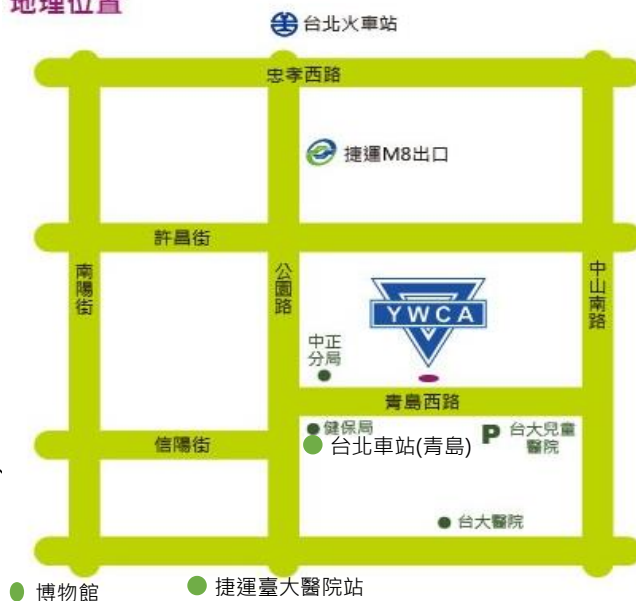 地理位置
台北火車站
忠孝西路
捷運M8出口
許昌街
南陽街
公園路
中山南路
YWCA
中正
分局
青島西路
健保局
台北車站(青島)
P
台大兒童
醫院
信陽街
、
台大醫院
捷運臺大醫院站
博物館